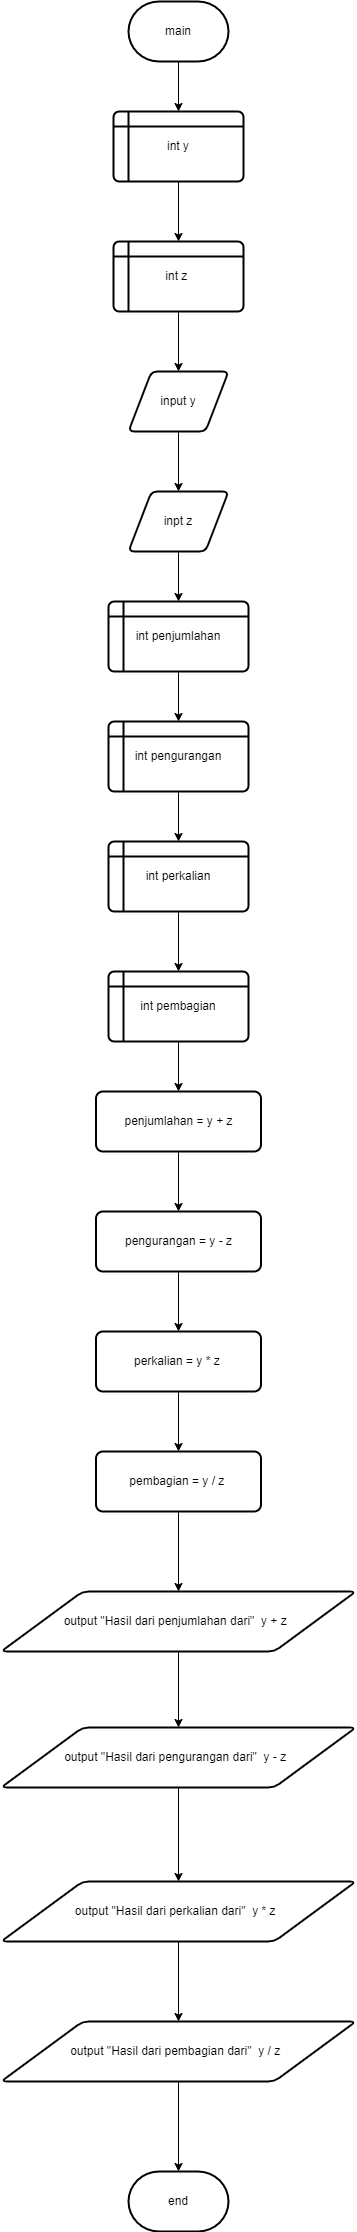 main
int y
int z
input y
inpt z
int penjumlahan
int pengurangan
int perkalian
int pembagian
penjumlahan = y + z
pengurangan = y - z
perkalian = y * z
pembagian = y / z
output "Hasil dari penjumlahan dari"  y + z
output "Hasil dari pengurangan dari"  y - z
output "Hasil dari perkalian dari"  y * z
output "Hasil dari pembagian dari"  y / z
end